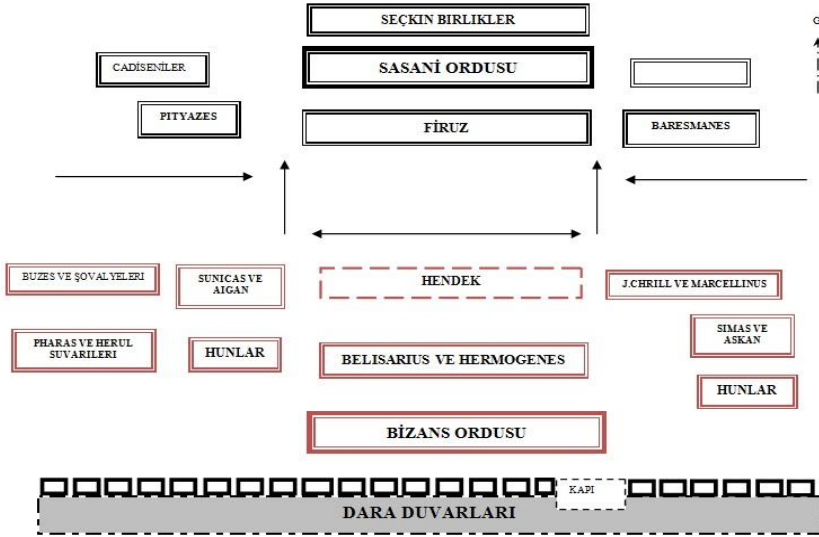 SEÇKIN BIRLIKLER
G
CADİSENİLER
SASANİ ORDUSU
PITYAZES
FİRUZ
BARESMANES
BUZES VE ŞOVALYELERİ
SUNICAS VE
AIGAN
HENDEK
J.CHRILL VE MARCELLINUS
PHARAS VE HERUL
SUVARİLERİ
HUNLAR
BELISARIUS VE HERMOGENES
SIMAS VE
ASKAN
HUNLAR
BİZANS ORDUSU
KAPI
DARA DUVARLARI